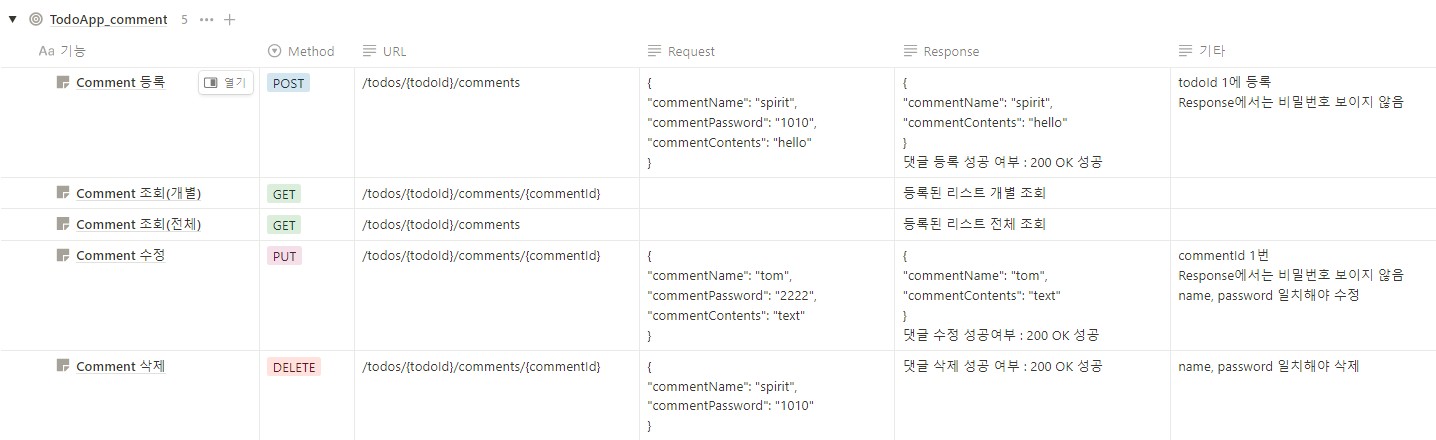 TodoApp_comment 5
Aa 기능 Method URL Request Response 기타
Comment 등록 열기 POST /todos/{todoId}/comments
{
"commentName": "spirit",
"commentPassword": "1010",
"commentContents": "hello"
}
{
"commentName": "spirit",
"commentContents": "hello"
}
댓글 등록 성공 여부 : 200 OK 성공
todoId 1에 등록
Response에서는 비밀번호 보이지 않음
Comment 조회(개별) GET /todos/{todoId}/comments/{commentId} 등록된 리스트 개별 조회
Comment 조회(전체) GET /todos/{todoId}/comments 등록된 리스트 전체 조회
Comment 수정 PUT /todos/{todoId}/comments/{commentId}
{
"commentName": "tom",
"commentPassword": "2222",
"commentContents": "text"
}
{
"commentName": "tom",
"commentContents": "text"
}
댓글 수정 성공여부 : 200 OK 성공
commentId 1번
Response에서는 비밀번호 보이지 않음
name, password 일치해야 수정
Comment 삭제 DELETE /todos/{todoId}/comments/{commentId}
{
"commentName": "spirit",
"commentPassword": "1010"
}
댓글 삭제 성공 여부 : 200 OK 성공
name, password 일치해야 삭제